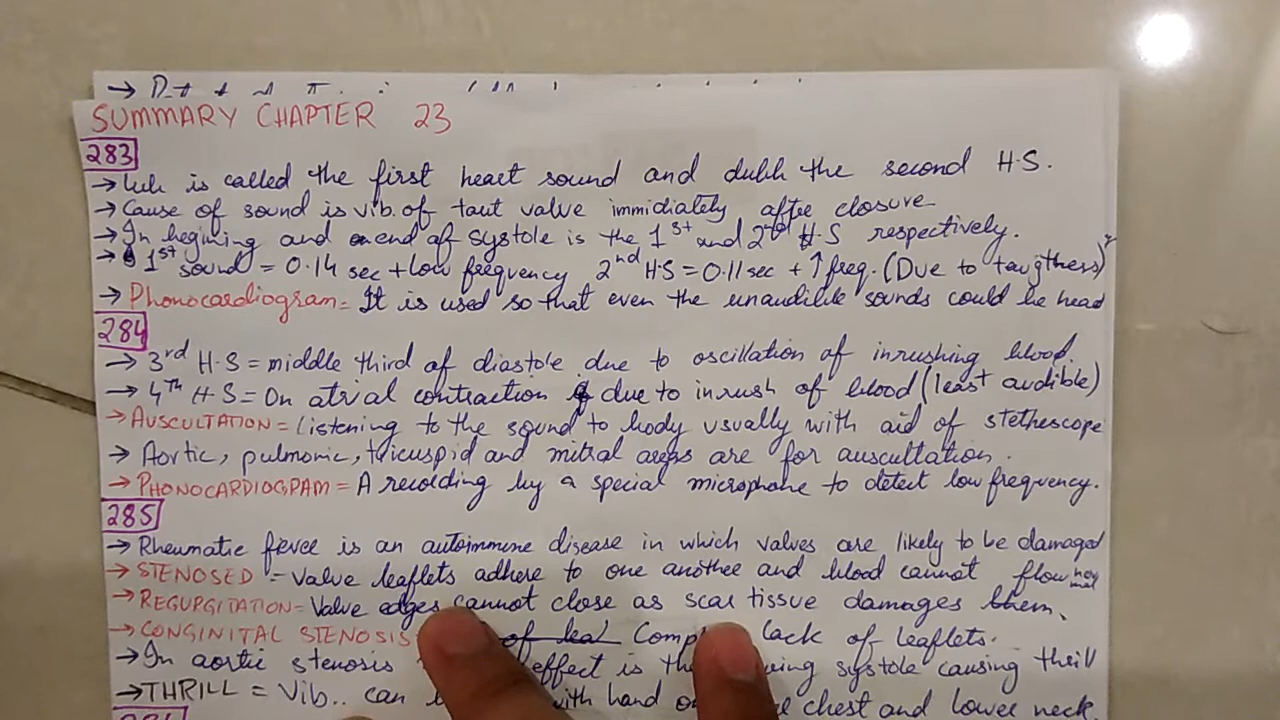 SUMMARY CHAPTER 23
283
→ Lub is called the first heart sound and dubb the second H.S.
→ Cause of sound is vib. of taut valve immidiately after closure
→ In begining and end of systole is the 1st and 2nd H.S respectively.
→ 1st sound = 0.14 sec + Low frequency 2nd H.S = 0.11 sec + ↑ freq. (Due to taugthness)
→ Phonocardiogram = It is used so that even the unaudible sounds could be head
284
→ 3rd H.S = middle third of diastole due to oscillation of inrushing blood
→ 4TH H.S = On atrial contraction due to inrush of blood (least audible)
→ AUSCULTATION = Listening to the sound to body usually with aid of stethescope
→ Aortic, pulmonic, tricuspid and mitral areas are for auscultation.
→ PHONOCARDIOGRAM = A recording by a special microphone to detect low frequency.
285
→ Rheumatic fever is an autoimmune disease in which valves are likely to be damaged
→ STENOSED = Valve leaflets adhere to one another and blood cannot flow
→ REGURGITATION = Valve edges cannot close as scar tissue damages them.
→ CONGINITAL STENOSIS of leaf lack of leaflets.
→ In aortic stenosis effect is systole causing thrill
→ THRILL = Vib.. can with hand chest and lower neck.